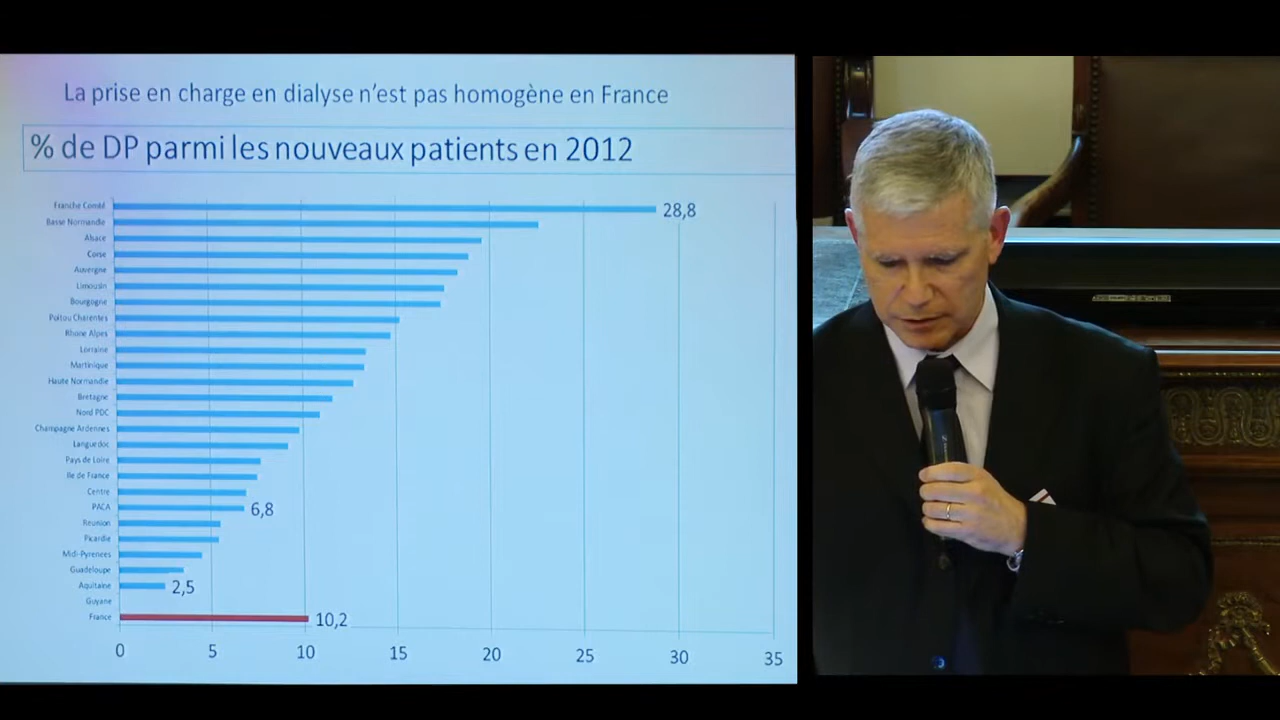 La prise en charge en dialyse n'est pas homogène en France
% de DP parmi les nouveaux patients en 2012
Franche Comté 28,8
Basse Normandie
Alsace
Corse
Auvergne
Limousin
Bourgogne
Poitou Charentes
Rhone Alpes
Lorraine
Martinique
Haute Normandie
Bretagne
Nord PDC
Champagne Ardennes
Languedoc
Pays de Loire
Ile de France
Centre
PACA 6,8
Reunion
Picardie
Midi-Pyrenees
Guadeloupe
Aquitaine 2,5
Guyane
France 10,2
0 5 10 15 20 25 30 35